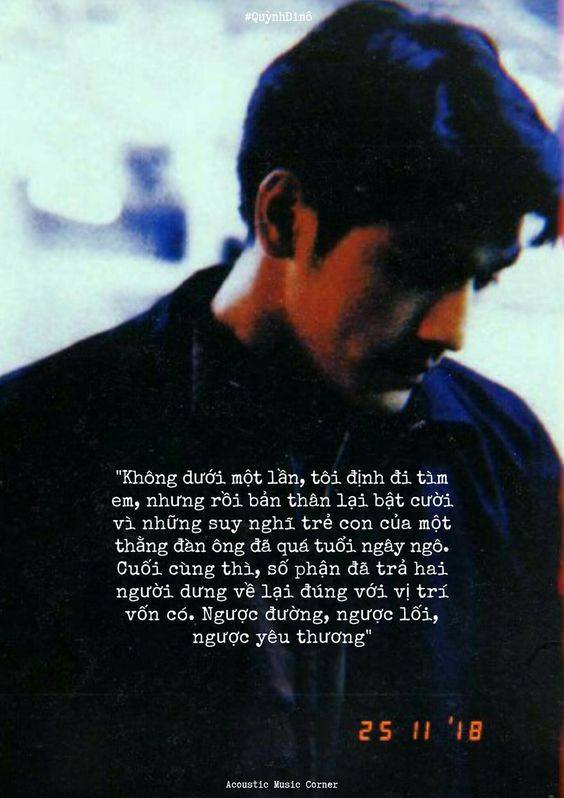 #QuỳnhDinô
"Không dưới một lần, tôi định đi tìm
em, nhưng rồi bản thân lại bật cười
vì những suy nghĩ trẻ con của một
thằng đàn ông đã quá tuổi ngây ngô.
Cuối cùng thì, số phận đã trả hai
người dưng về lại đúng với vị trí
vốn có. Ngược đường, ngược lối,
ngược yêu thương"
25 11 '18
Acoustic Music Corner